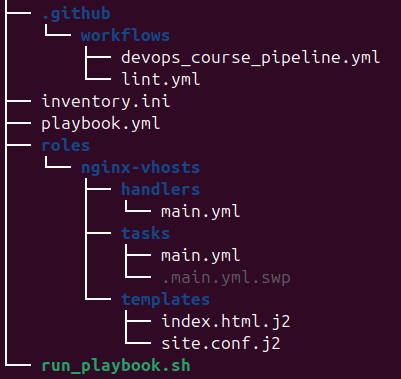 .github
workflows
devops_course_pipeline.yml
lint.yml
inventory.ini
playbook.yml
roles
nginx-vhosts
handlers
main.yml
tasks
main.yml
.main.yml.swp
templates
index.html.j2
site.conf.j2
run_playbook.sh